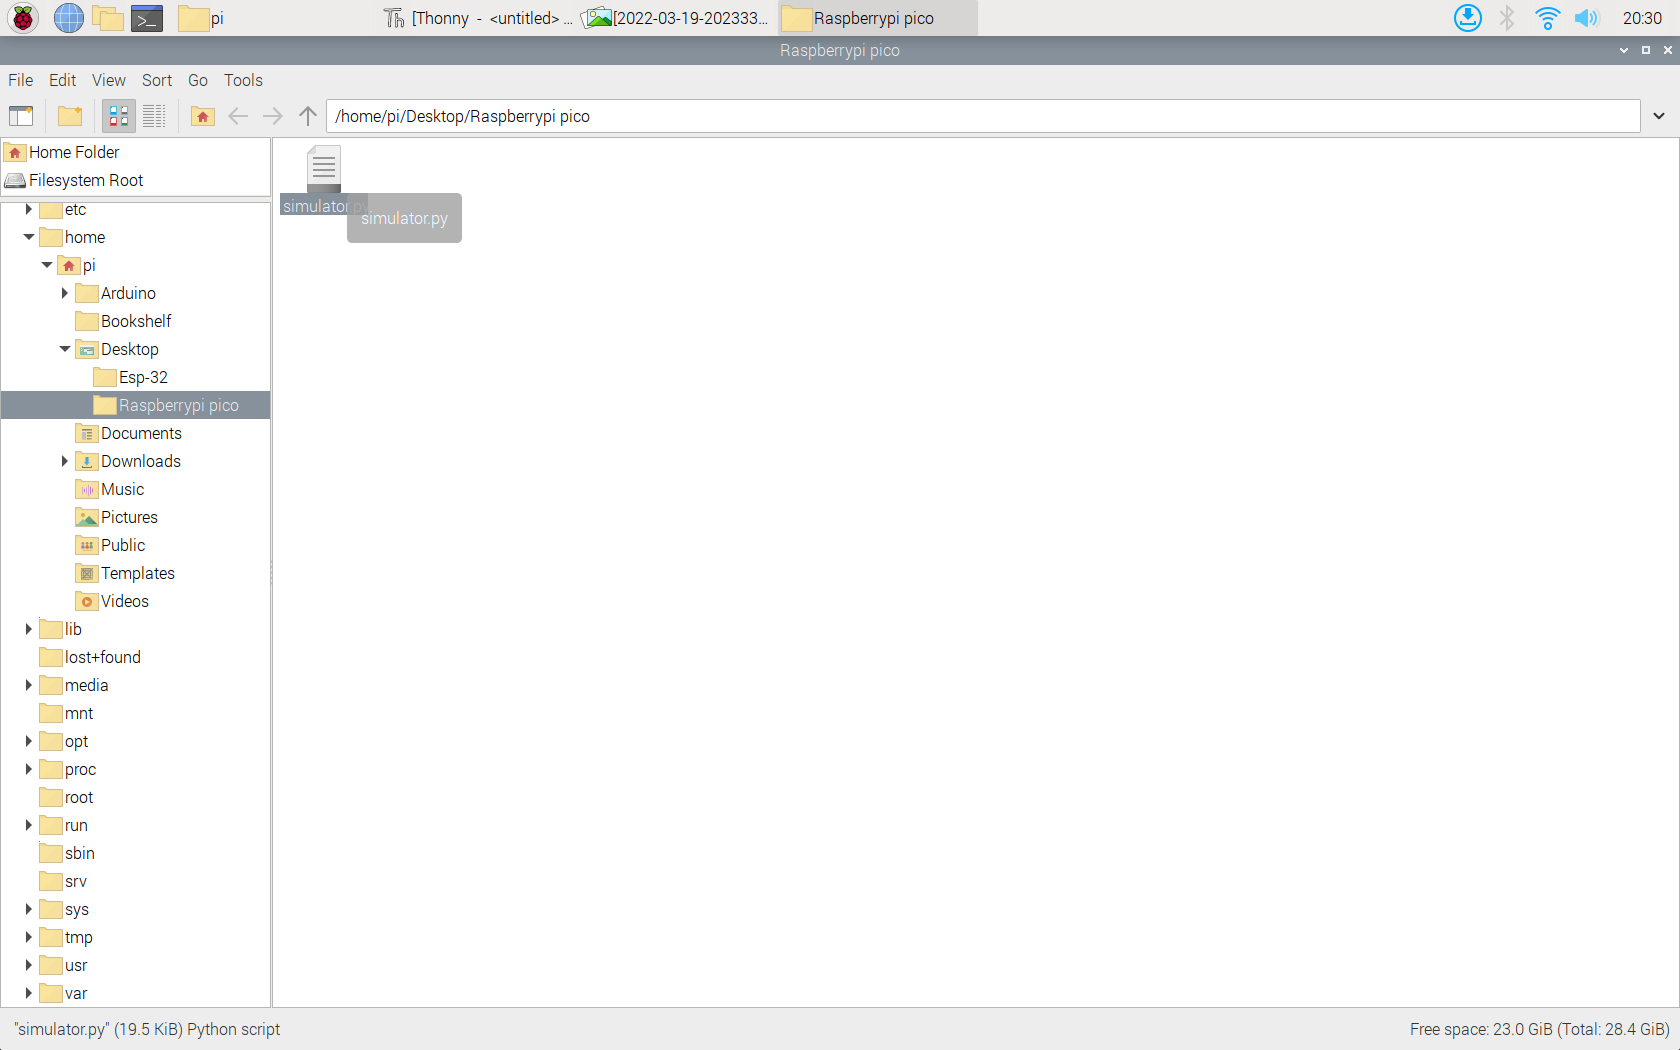 pi
[Thonny - <untitled> ...
[2022-03-19-202333...
Raspberrypi pico
20:30
Raspberrypi pico
File Edit View Sort Go Tools
/home/pi/Desktop/Raspberrypi pico
Home Folder
Filesystem Root
etc
home
pi
Arduino
Bookshelf
Desktop
Esp-32
Raspberrypi pico
Documents
Downloads
Music
Pictures
Public
Templates
Videos
lib
lost+found
media
mnt
opt
proc
root
run
sbin
srv
sys
tmp
usr
var
simulator.py
simulator.py
"simulator.py" (19.5 KiB) Python script
Free space: 23.0 GiB (Total: 28.4 GiB)